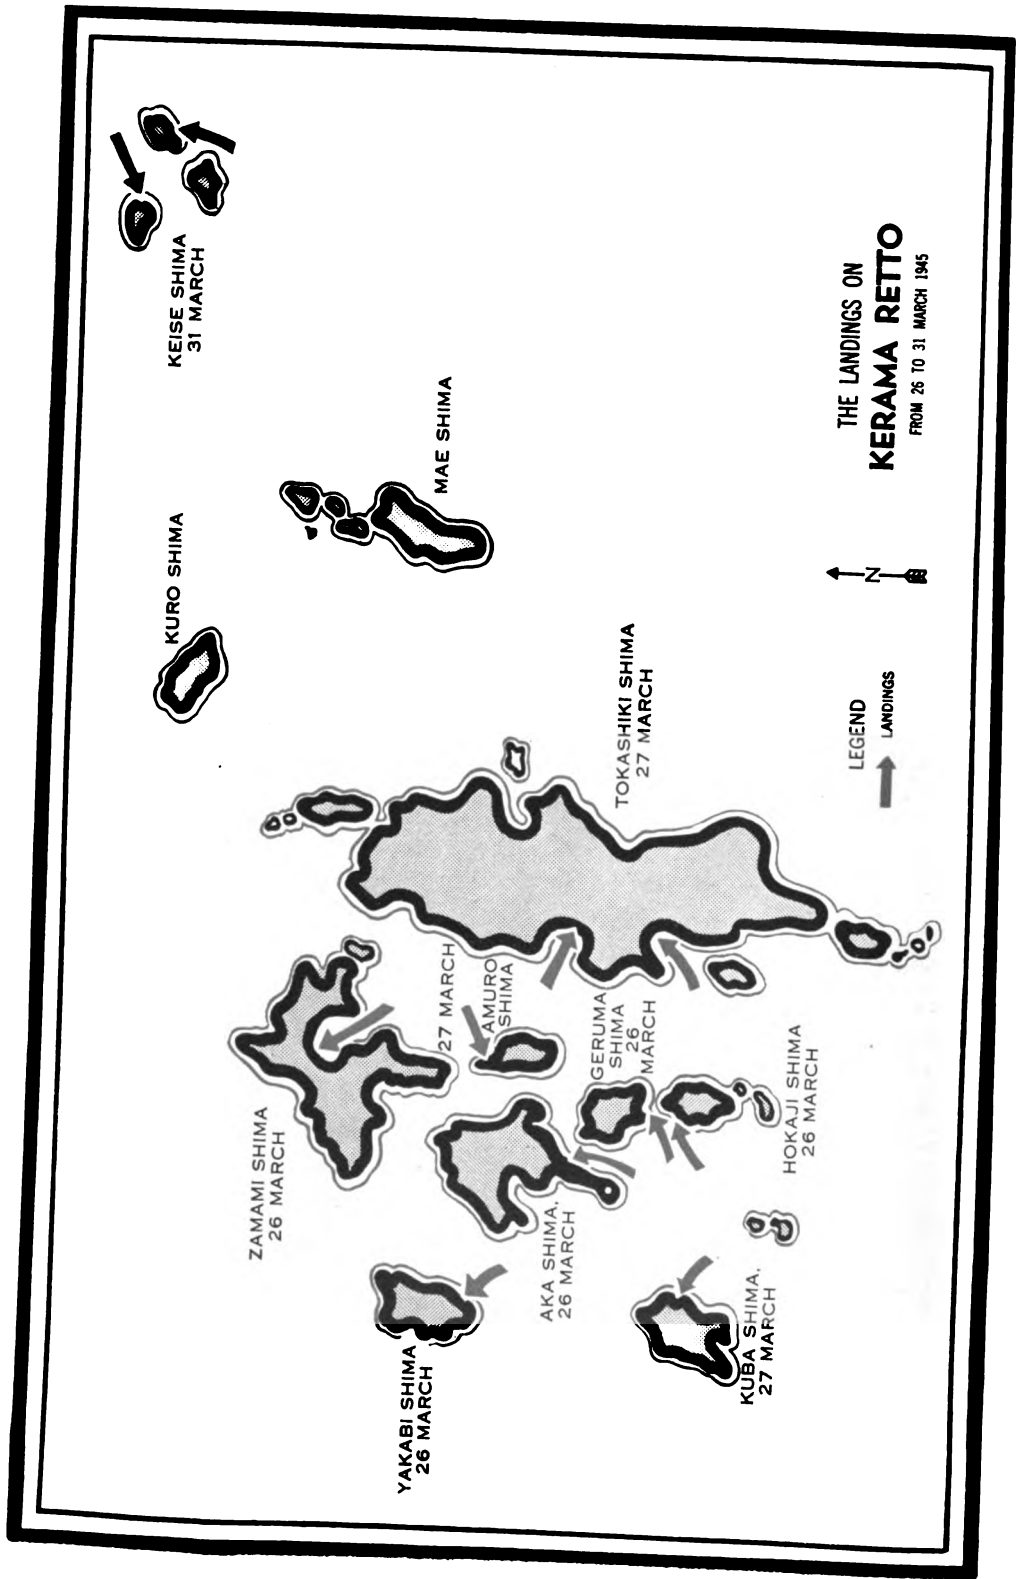 THE LANDINGS ON
KERAMA RETTO
FROM 26 TO 31 MARCH 1945
KEISE SHIMA
31 MARCH
MAE SHIMA
KURO SHIMA
N
LEGEND
LANDINGS
TOKASHIKI SHIMA
27 MARCH
27 MARCH
AMURO
SHIMA
GERUMA
SHIMA
26
MARCH
HOKAJI SHIMA
26 MARCH
ZAMAMI SHIMA
26 MARCH
AKA SHIMA,
26 MARCH
YAKABI SHIMA
26 MARCH
KUBA SHIMA,
27 MARCH